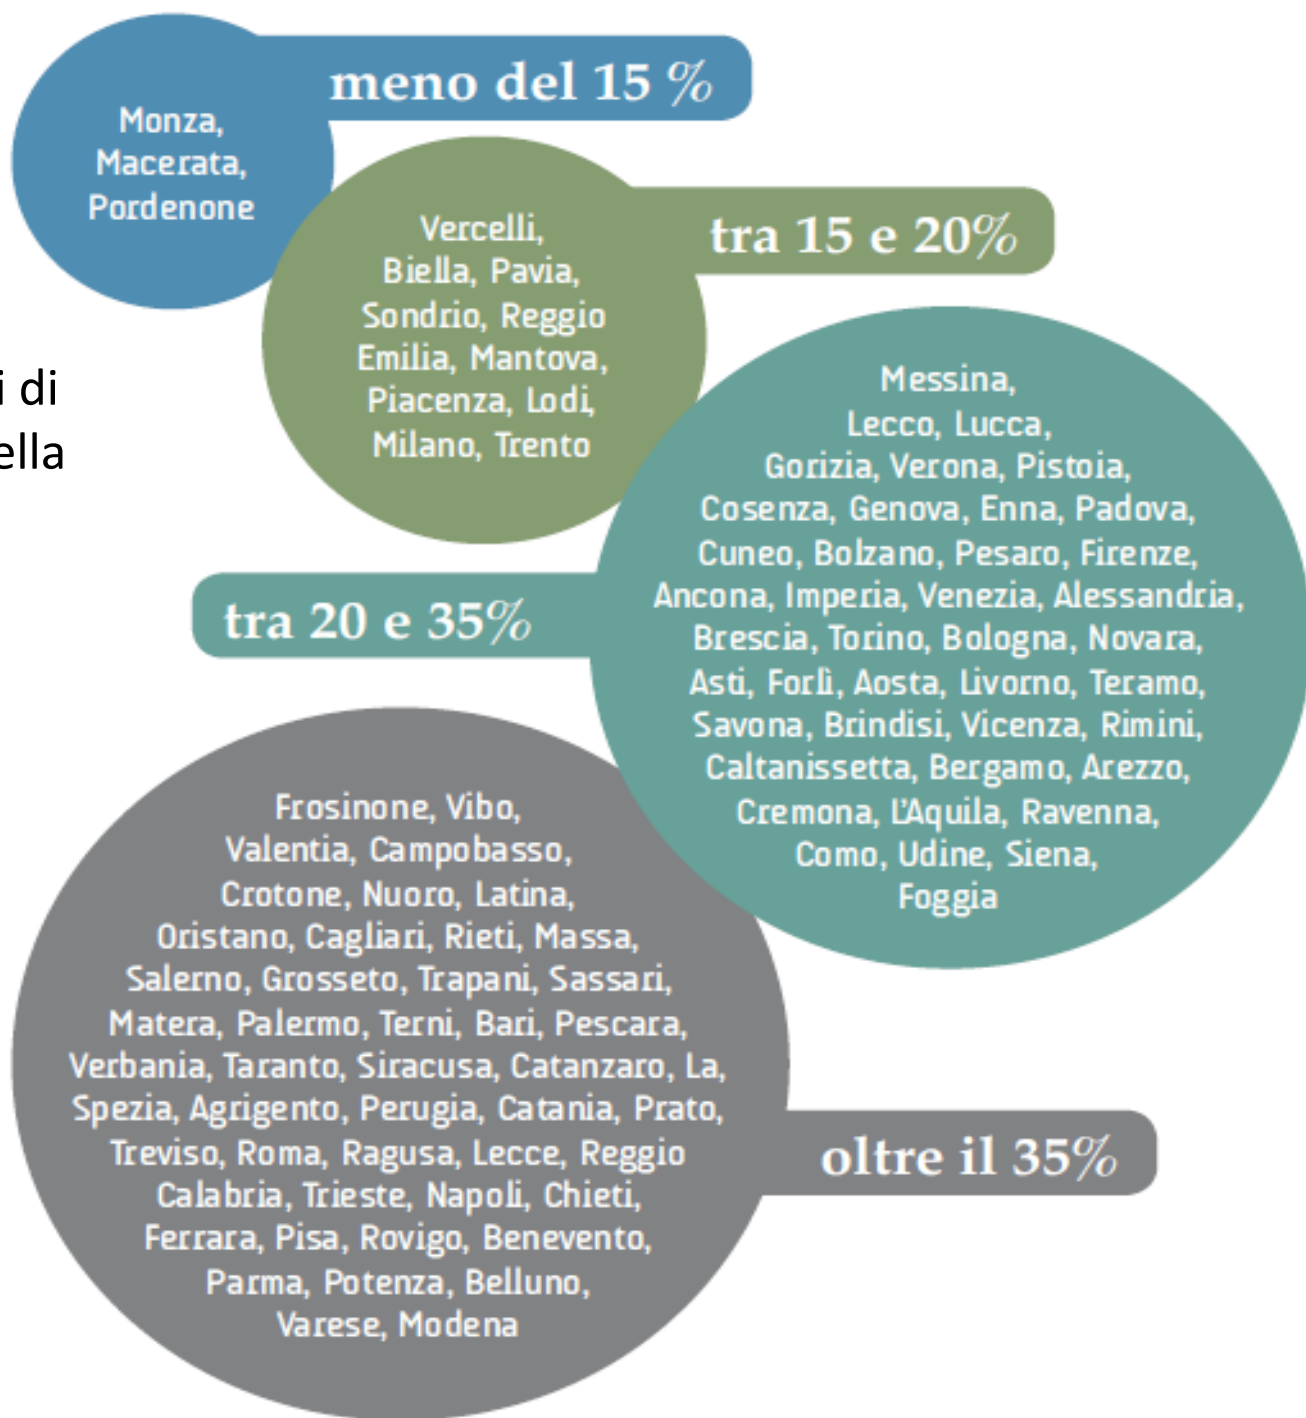 meno del 15 %
Monza,
Macerata,
Pordenone
tra 15 e 20%
Vercelli,
Biella, Pavia,
Sondrio, Reggio
Emilia, Mantova,
Piacenza, Lodi,
Milano, Trento
i di
ella
tra 20 e 35%
Messina,
Lecco, Lucca,
Gorizia, Verona, Pistoia,
Cosenza, Genova, Enna, Padova,
Cuneo, Bolzano, Pesaro, Firenze,
Ancona, Imperia, Venezia, Alessandria,
Brescia, Torino, Bologna, Novara,
Asti, Forlì, Aosta, Livorno, Teramo,
Savona, Brindisi, Vicenza, Rimini,
Caltanissetta, Bergamo, Arezzo,
Cremona, L'Aquila, Ravenna,
Como, Udine, Siena,
Foggia
Frosinone, Vibo,
Valentia, Campobasso,
Crotone, Nuoro, Latina,
Oristano, Cagliari, Rieti, Massa,
Salerno, Grosseto, Trapani, Sassari,
Matera, Palermo, Terni, Bari, Pescara,
Verbania, Taranto, Siracusa, Catanzaro, La,
Spezia, Agrigento, Perugia, Catania, Prato,
Treviso, Roma, Ragusa, Lecce, Reggio
Calabria, Trieste, Napoli, Chieti,
Ferrara, Pisa, Rovigo, Benevento,
Parma, Potenza, Belluno,
Varese, Modena
oltre il 35%